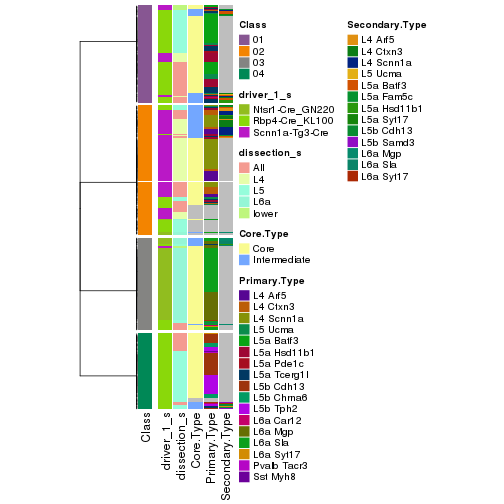 Class
01
02
03
04
driver_1_s
Ntsr1-Cre_GN220
Rbp4-Cre_KL100
Scnn1a-Tg3-Cre
dissection_s
All
L4
L5
L6a
lower
Core.Type
Core
Intermediate
Primary.Type
L4 Arf5
L4 Ctxn3
L4 Scnn1a
L5 Ucma
L5a Batf3
L5a Hsd11b1
L5a Pde1c
L5a Tcerg1l
L5b Cdh13
L5b Chrna6
L5b Tph2
L6a Car12
L6a Mgp
L6a Sla
L6a Syt17
Pvalb Tacr3
Sst Myh8
Secondary.Type
L4 Arf5
L4 Ctxn3
L4 Scnn1a
L5 Ucma
L5a Batf3
L5a Fam5c
L5a Hsd11b1
L5a Syt17
L5b Cdh13
L5b Samd3
L6a Mgp
L6a Sla
L6a Syt17
Class
driver_1_s
dissection_s
Core.Type
Primary.Type
Secondary.Type